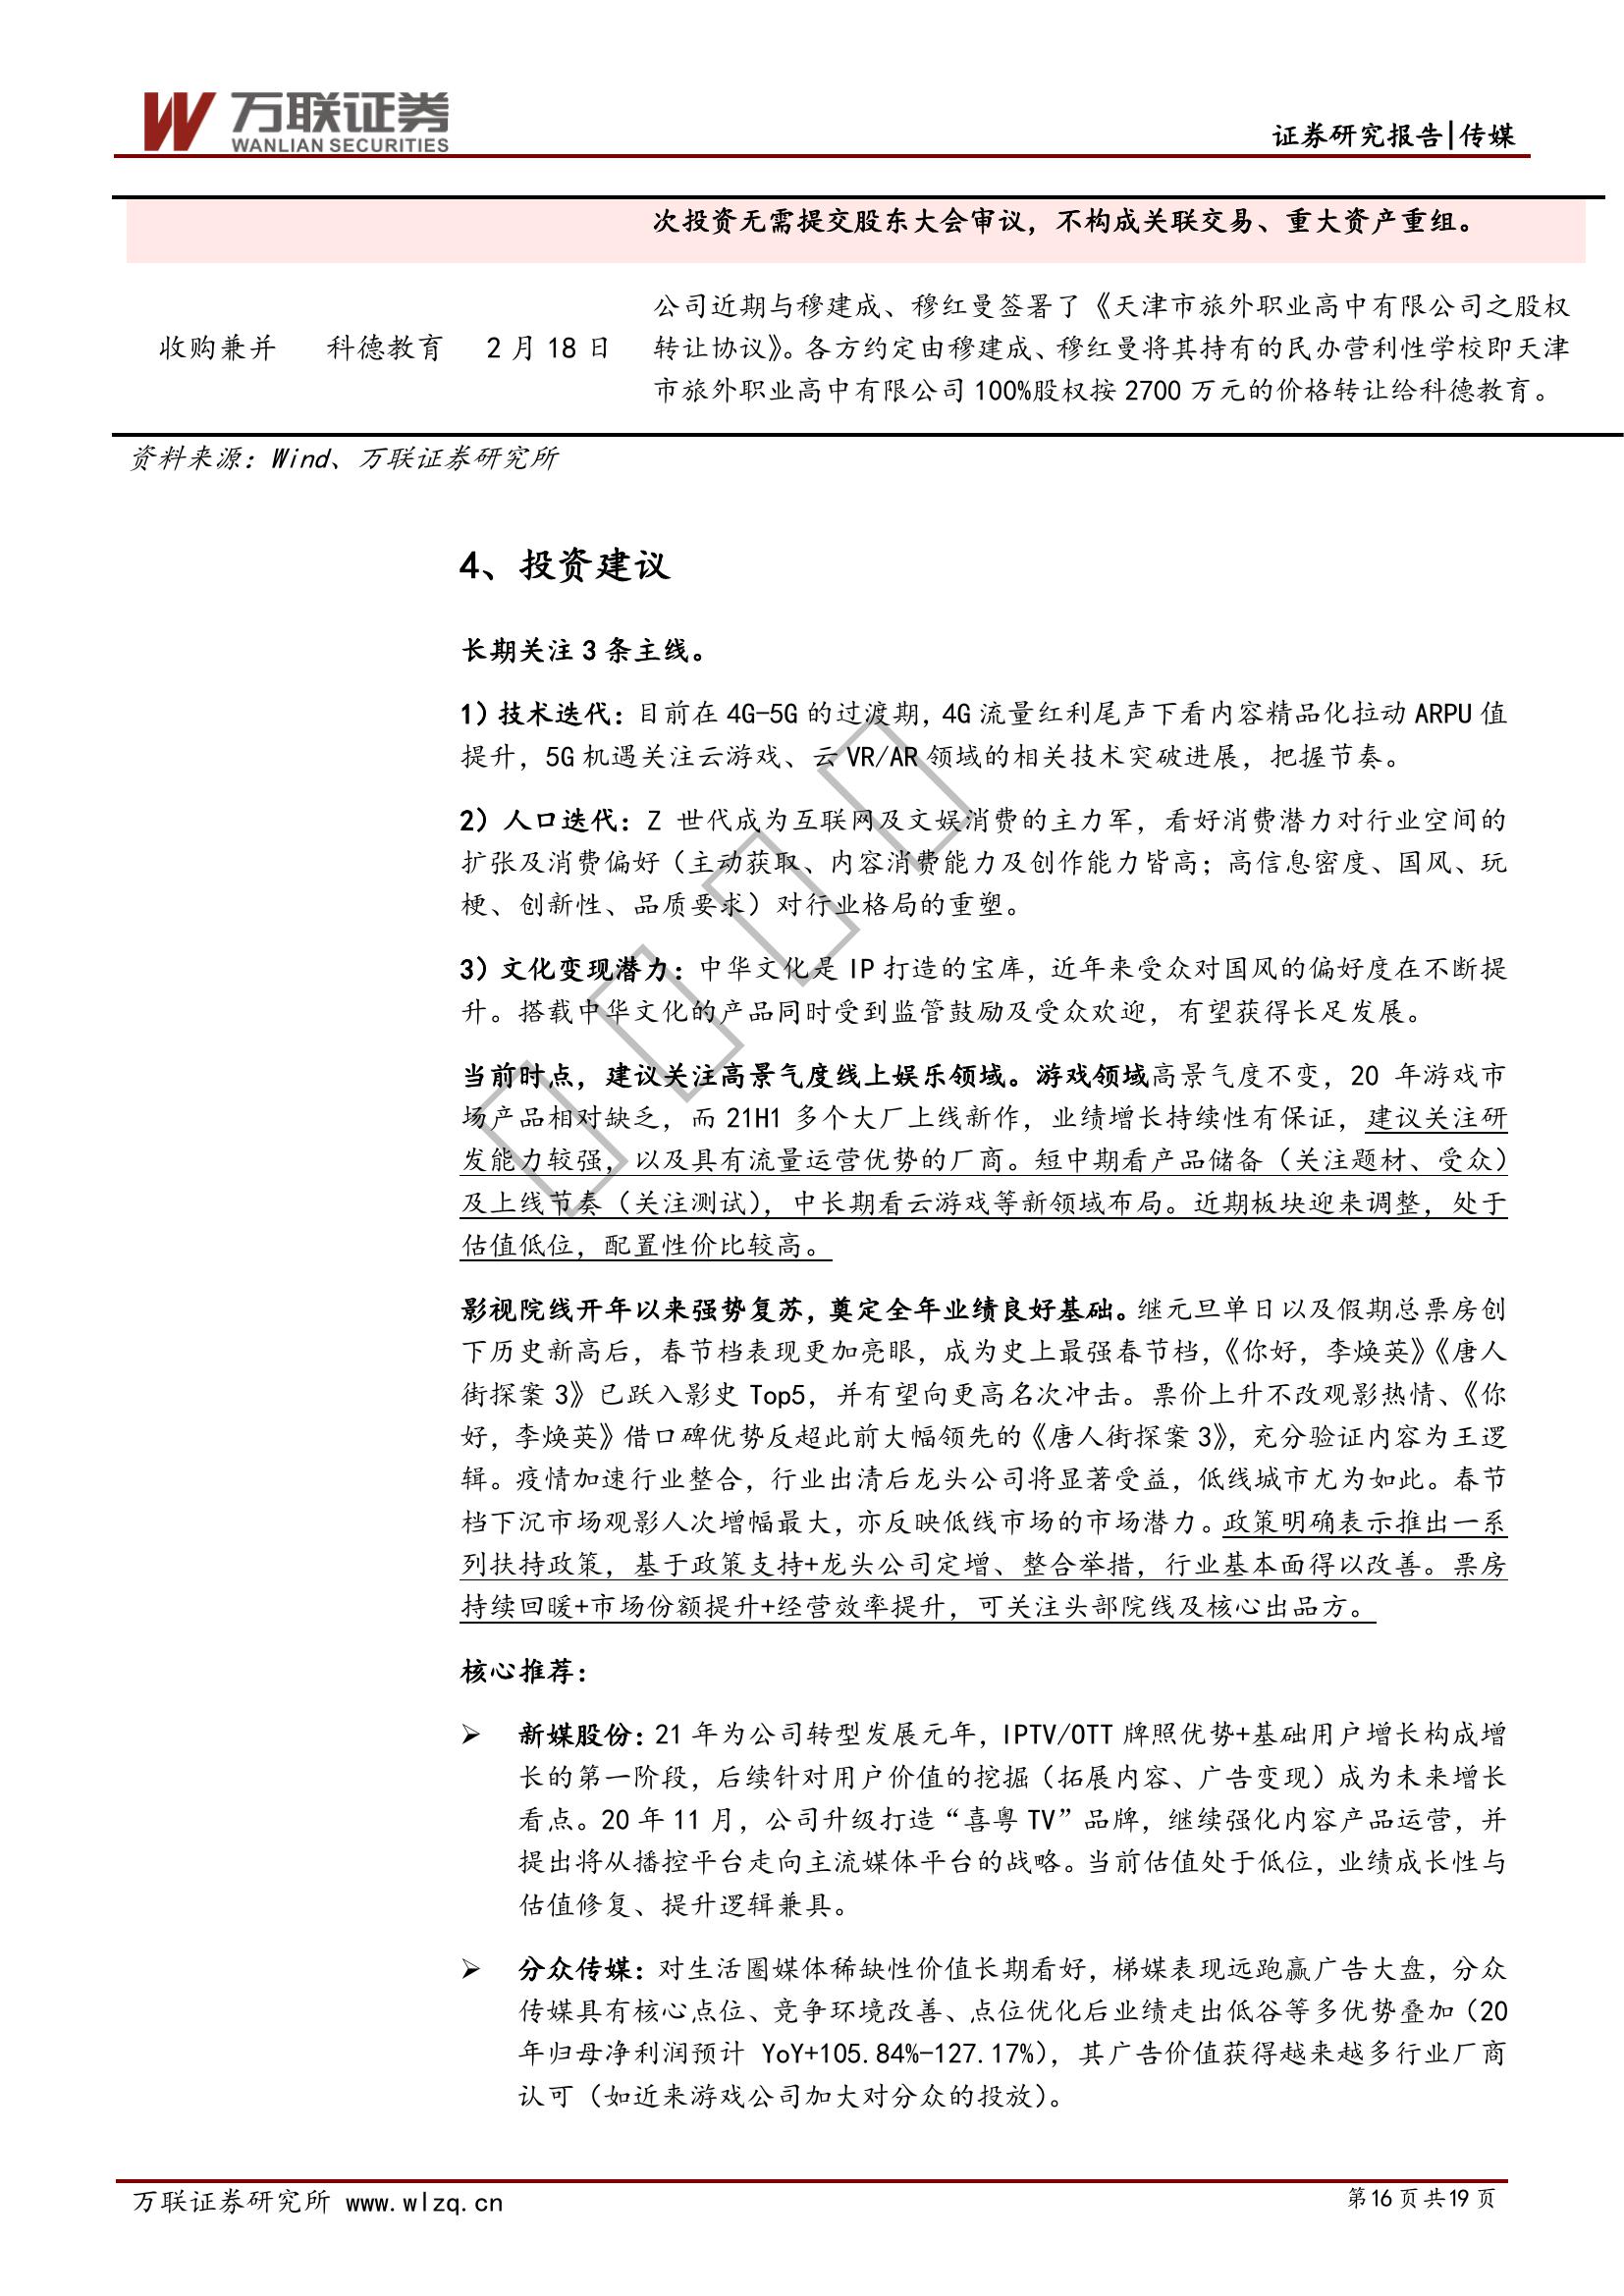 万联证券
WANLIAN SECURITIES
证券研究报告|传媒
次投资无需提交股东大会审议，不构成关联交易、重大资产重组。
收购兼并 科德教育 2月18日
公司近期与穆建成、穆红曼签署了《天津市旅外职业高中有限公司之股权
转让协议》。各方约定由穆建成、穆红曼将其持有的民办营利性学校即天津
市旅外职业高中有限公司100%股权按2700万元的价格转让给科德教育。
资料来源：Wind、万联证券研究所
4、投资建议
长期关注3条主线。
1）技术迭代：目前在4G-5G的过渡期，4G流量红利尾声下看内容精品化拉动ARPU值
提升，5G机遇关注云游戏、云VR/AR领域的相关技术突破进展，把握节奏。
2）人口迭代：Z 世代成为互联网及文娱消费的主力军，看好消费潜力对行业空间的
扩张及消费偏好（主动获取、内容消费能力及创作能力皆高；高信息密度、国风、玩
梗、创新性、品质要求）对行业格局的重塑。
3）文化变现潜力：中华文化是IP打造的宝库，近年来受众对国风的偏好度在不断提
升。搭载中华文化的产品同时受到监管鼓励及受众欢迎，有望获得长足发展。
当前时点，建议关注高景气度线上娱乐领域。游戏领域高景气度不变，20 年游戏市
场产品相对缺乏，而21H1多个大厂上线新作，业绩增长持续性有保证，建议关注研
发能力较强，以及具有流量运营优势的厂商。短中期看产品储备（关注题材、受众）
及上线节奏（关注测试），中长期看云游戏等新领域布局。近期板块迎来调整，处于
估值低位，配置性价比较高。
影视院线开年以来强势复苏，奠定全年业绩良好基础。继元旦单日以及假期总票房创
下历史新高后，春节档表现更加亮眼，成为史上最强春节档，《你好，李焕英》《唐人
街探案3》已跃入影史Top5，并有望向更高名次冲击。票价上升不改观影热情、《你
好，李焕英》借口碑优势反超此前大幅领先的《唐人街探案3》，充分验证内容为王逻
辑。疫情加速行业整合，行业出清后龙头公司将显著受益，低线城市尤为如此。春节
档下沉市场观影人次增幅最大，亦反映低线市场的市场潜力。政策明确表示推出一系
列扶持政策，基于政策支持+龙头公司定增、整合举措，行业基本面得以改善。票房
持续回暖+市场份额提升+经营效率提升，可关注头部院线及核心出品方。
核心推荐：
➢ 新媒股份：21年为公司转型发展元年，IPTV/OTT牌照优势+基础用户增长构成增
长的第一阶段，后续针对用户价值的挖掘（拓展内容、广告变现）成为未来增长
看点。20年11月，公司升级打造“喜粤TV”品牌，继续强化内容产品运营，并
提出将从播控平台走向主流媒体平台的战略。当前估值处于低位，业绩成长性与
估值修复、提升逻辑兼具。
➢ 分众传媒：对生活圈媒体稀缺性价值长期看好，梯媒表现远跑赢广告大盘，分众
传媒具有核心点位、竞争环境改善、点位优化后业绩走出低谷等多优势叠加（20
年归母净利润预计 YoY+105.84%-127.17%），其广告价值获得越来越多行业厂商
认可（如近来游戏公司加大对分众的投放）。
万联证券研究所 www.wlzq.cn
第16页共19页